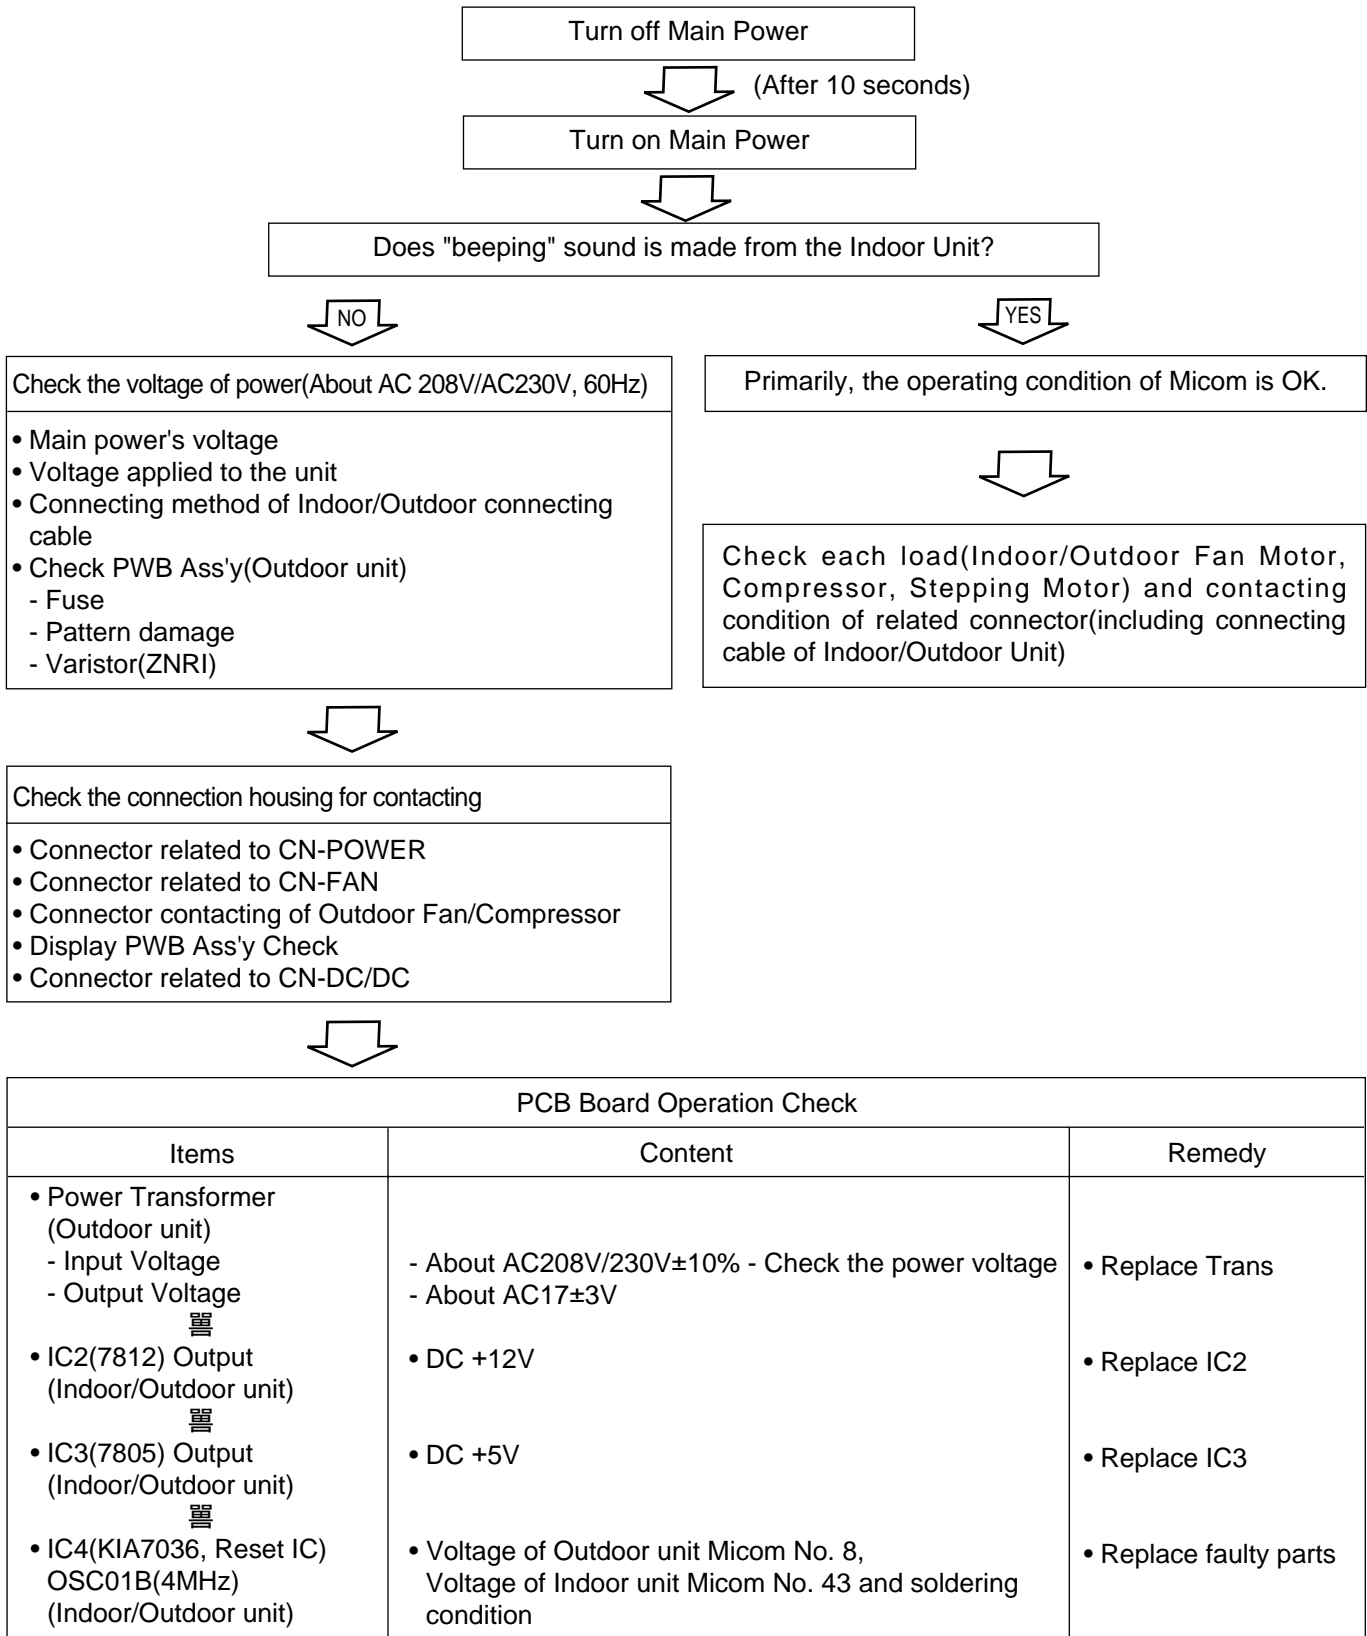 Turn off Main Power
(After 10 seconds)
Turn on Main Power
Does "beeping" sound is made from the Indoor Unit?
NO
YES
Check the voltage of power(About AC 208V/AC230V, 60Hz)
• Main power's voltage
• Voltage applied to the unit
• Connecting method of Indoor/Outdoor connecting
cable
• Check PWB Ass'y(Outdoor unit)
- Fuse
- Pattern damage
- Varistor(ZNRI)
Primarily, the operating condition of Micom is OK.
Check each load(Indoor/Outdoor Fan Motor,
Compressor, Stepping Motor) and contacting
condition of related connector(including connecting
cable of Indoor/Outdoor Unit)
Check the connection housing for contacting
• Connector related to CN-POWER
• Connector related to CN-FAN
• Connector contacting of Outdoor Fan/Compressor
• Display PWB Ass'y Check
• Connector related to CN-DC/DC
PCB Board Operation Check
Items
Content
Remedy
• Power Transformer
(Outdoor unit)
- Input Voltage
- Output Voltage
- About AC208V/230V±10% - Check the power voltage
- About AC17±3V
• Replace Trans
• IC2(7812) Output
(Indoor/Outdoor unit)
• DC +12V
• Replace IC2
• IC3(7805) Output
(Indoor/Outdoor unit)
• DC +5V
• Replace IC3
• IC4(KIA7036, Reset IC)
OSC01B(4MHz)
(Indoor/Outdoor unit)
• Voltage of Outdoor unit Micom No. 8,
Voltage of Indoor unit Micom No. 43 and soldering
condition
• Replace faulty parts